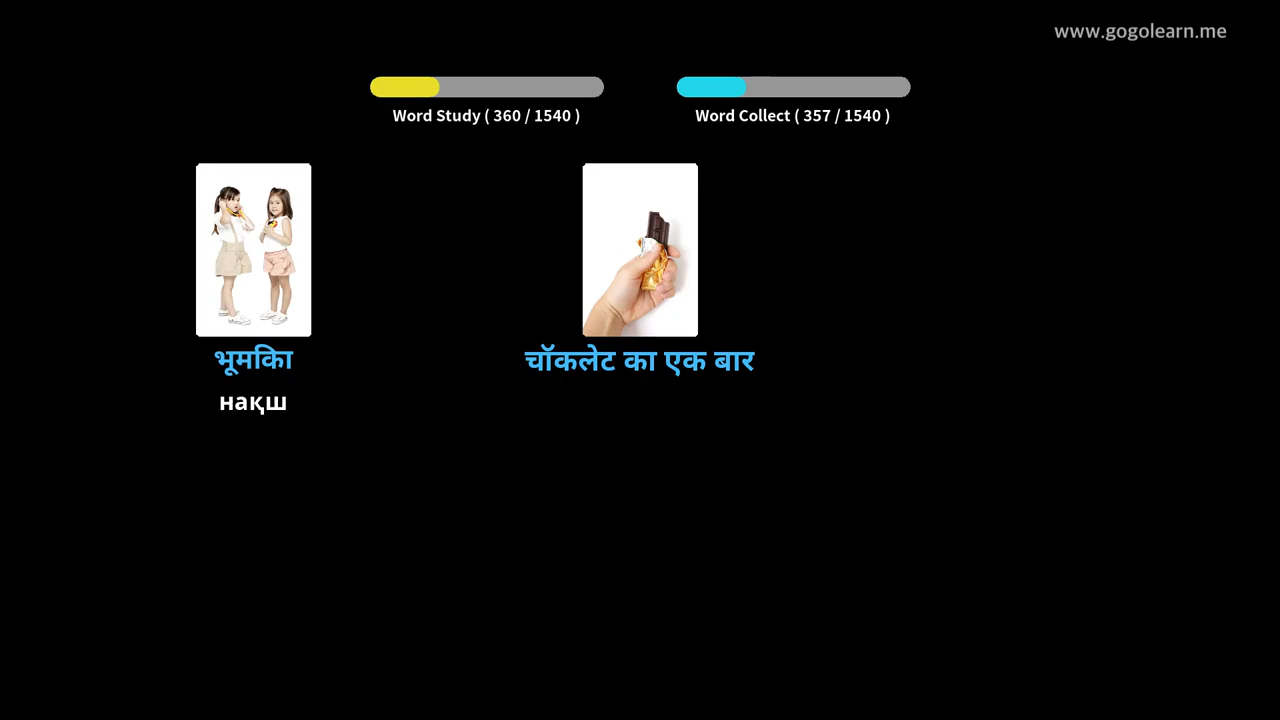 www.gogolearn.me
Word Study ( 360 / 1540 )
Word Collect ( 357 / 1540 )
भूमिका
нақш
चॉकलेट का एक बार